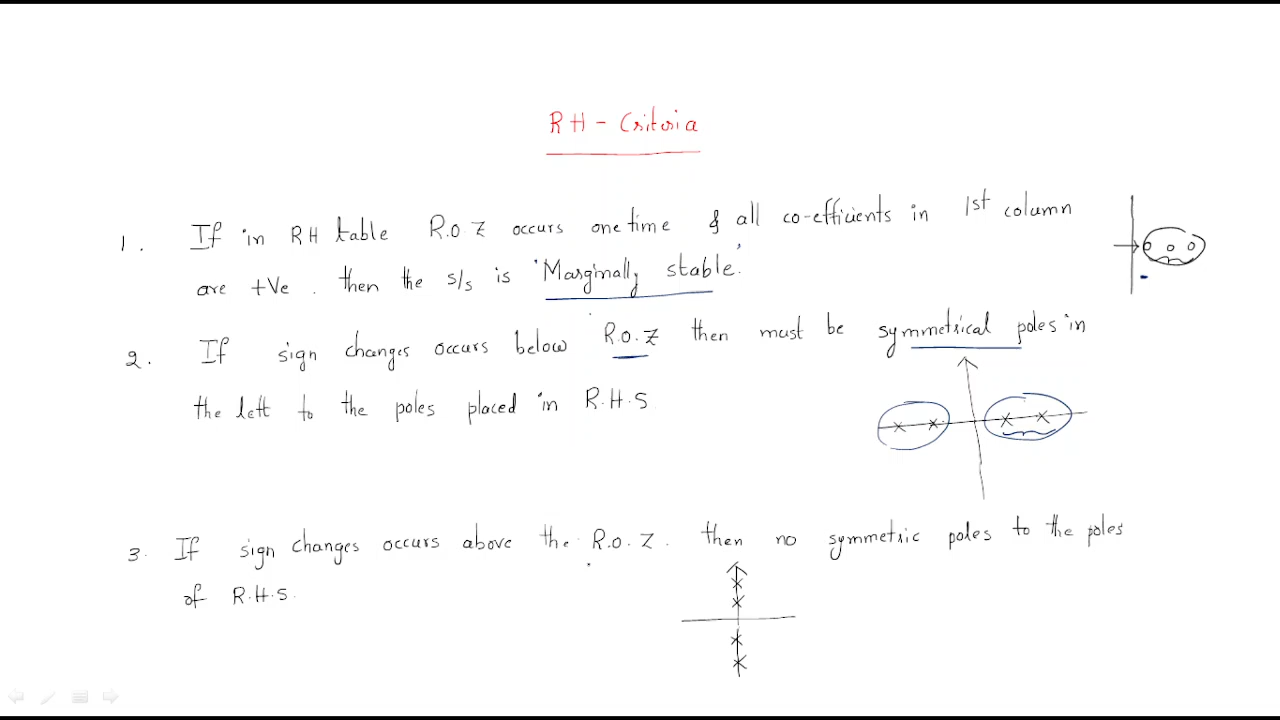 RH - Criteria
1. If in RH table R.O.Z occurs one time & all co-efficients in 1st column
are +Ve. then the s/s is 'Marginally stable'.
2. If sign changes occurs below R.O.Z then must be symmetrical poles in
the left to the poles placed in R.H.S
3. If sign changes occurs above the R.O.Z. then no symmetric poles to the poles
of R.H.S.